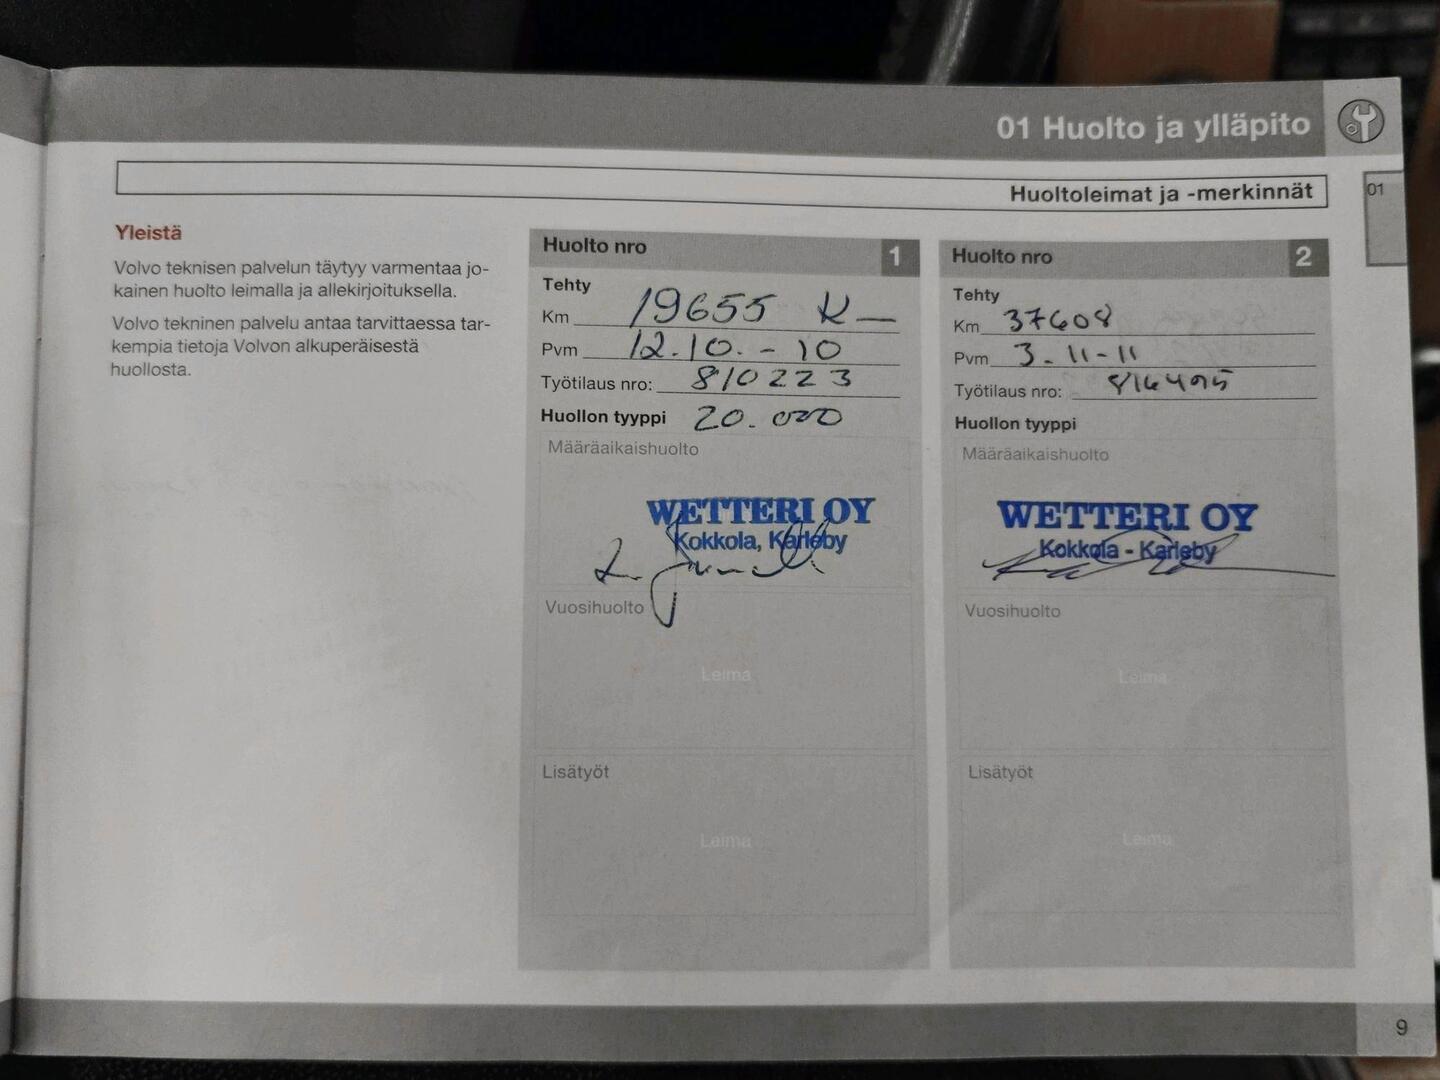 01 Huolto ja ylläpito
Huoltoleimat ja -merkinnät
01
Yleistä
Volvo teknisen palvelun täytyy varmentaa jo-
kainen huolto leimalla ja allekirjoituksella.
Volvo tekninen palvelu antaa tarvittaessa tar-
kempia tietoja Volvon alkuperäisestä
huollosta.
Huolto nro 1
Tehty
Km 19655
Pvm 12.10.-10
Työtilaus nro: 810223
Huollon tyyppi 20.000
Määräaikaishuolto
WETTERI OY
Kokkola, Karleby
Vuosihuolto
Leima
Lisätyöt
Leima
Huolto nro 2
Tehty
Km 37608
Pvm 3-11-11
Työtilaus nro: 816495
Huollon tyyppi
Määräaikaishuolto
WETTERI OY
Kokkola - Karleby
Vuosihuolto
Leima
Lisätyöt
Leima
9